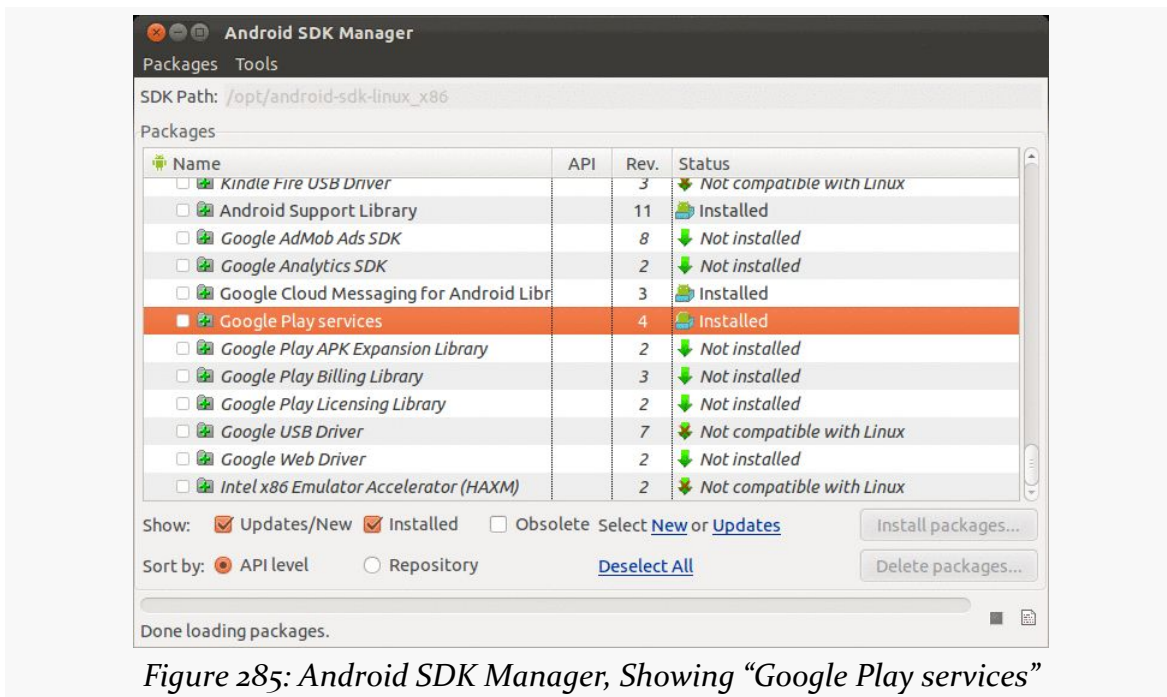 Android SDK Manager
Packages Tools
SDK Path: /opt/android-sdk-linux_x86
Packages
Name API Rev. Status
Kindle Fire USB Driver 3 Not compatible with Linux
Android Support Library 11 Installed
Google AdMob Ads SDK 8 Not installed
Google Analytics SDK 2 Not installed
Google Cloud Messaging for Android Libr 3 Installed
Google Play services 4 Installed
Google Play APK Expansion Library 2 Not installed
Google Play Billing Library 3 Not installed
Google Play Licensing Library 2 Not installed
Google USB Driver 7 Not compatible with Linux
Google Web Driver 2 Not installed
Intel x86 Emulator Accelerator (HAXM) 2 Not compatible with Linux
Show: Updates/New Installed Obsolete Select New or Updates Install packages...
Sort by: API level Repository Deselect All Delete packages...
Done loading packages.
Figure 285: Android SDK Manager, Showing “Google Play services”